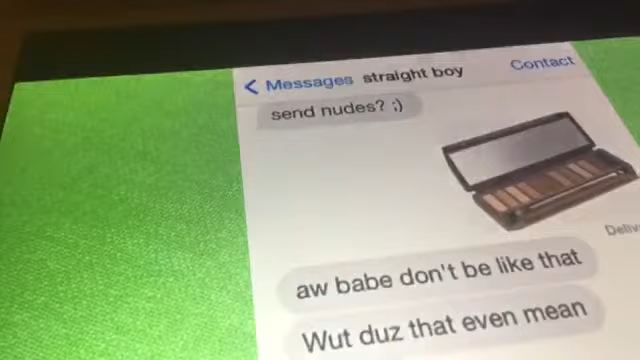 Messages straight boy Contact
send nudes? ;)
aw babe don't be like that
Wut duz that even mean